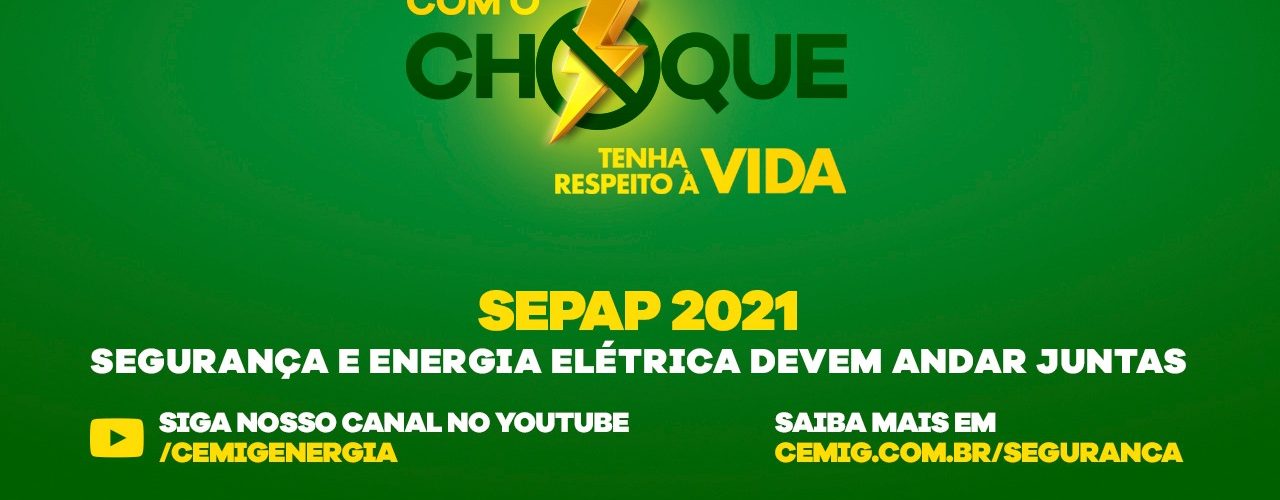 COM O
CHOQUE
TENHA
RESPEITO À VIDA
SEPAP 2021
SEGURANÇA E ENERGIA ELÉTRICA DEVEM ANDAR JUNTAS
SIGA NOSSO CANAL NO YOUTUBE
/CEMIGENERGIA
SAIBA MAIS EM
CEMIG.COM.BR/SEGURANCA